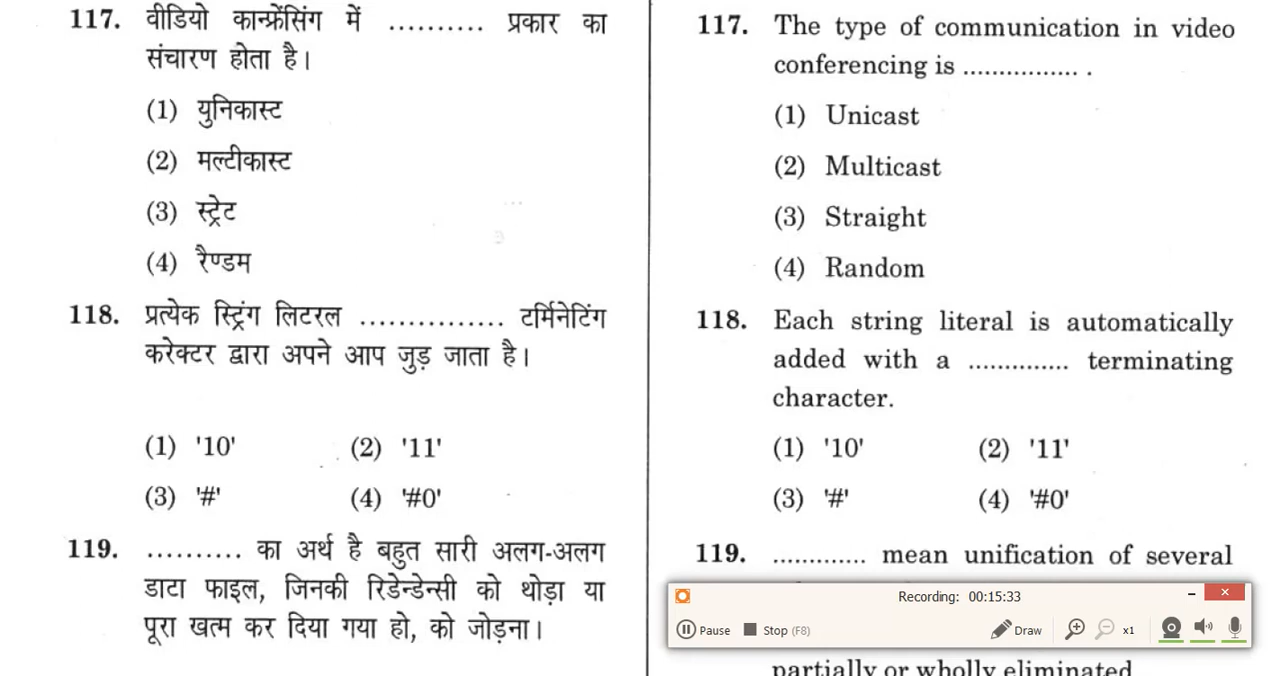 117. वीडियो कान्फ्रेंसिंग में .......... प्रकार का
संचारण होता है।
(1) युनिकास्ट
(2) मल्टीकास्ट
(3) स्ट्रेट
(4) रैण्डम
118. प्रत्येक स्ट्रिंग लिटरल ............... टर्मिनेटिंग
करेक्टर द्वारा अपने आप जुड़ जाता है।
(1) '10' (2) '11'
(3) '#' (4) '#0'
119. .......... का अर्थ है बहुत सारी अलग-अलग
डाटा फाइल, जिनकी रिडेन्डेन्सी को थोड़ा या
पूरा खत्म कर दिया गया हो, को जोड़ना।
117. The type of communication in video
conferencing is ................ .
(1) Unicast
(2) Multicast
(3) Straight
(4) Random
118. Each string literal is automatically
added with a .............. terminating
character.
(1) '10' (2) '11'
(3) '#' (4) '#0'
119. ............. mean unification of several
Recording: 00:15:33
Pause Stop (F8) Draw x1
partially or wholly eliminated